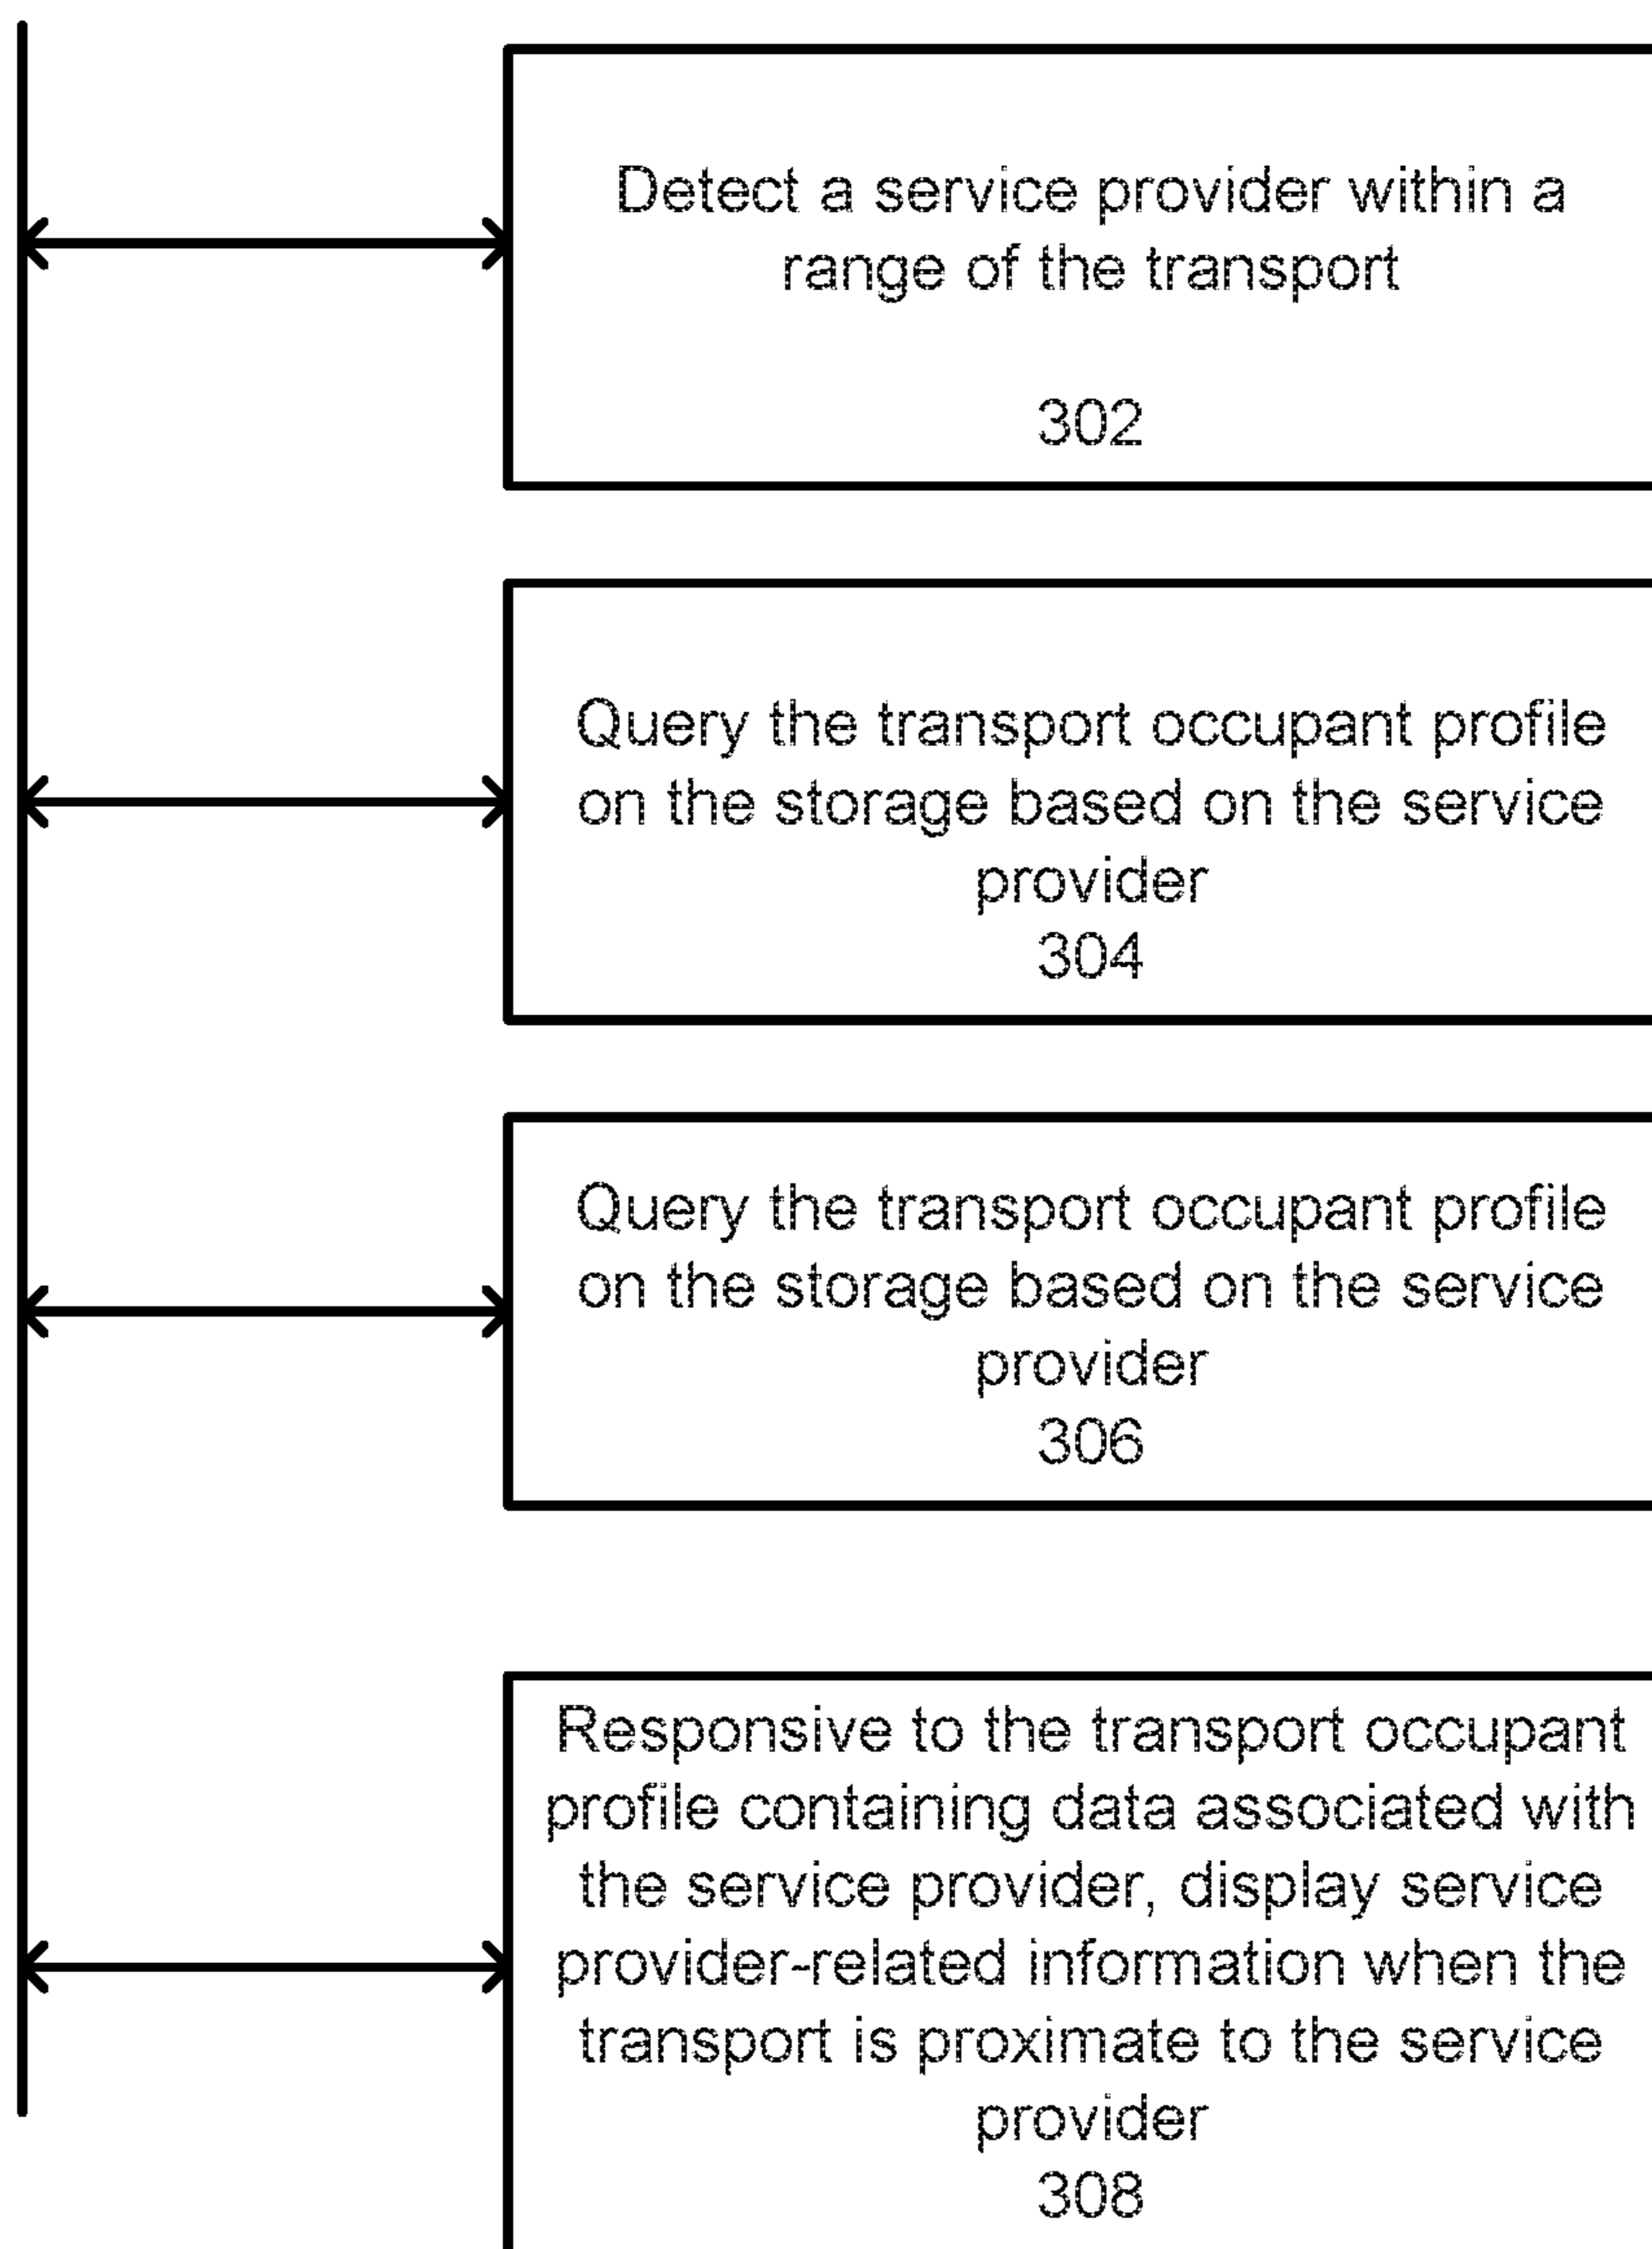 Detect a service provider within a
range of the transport
302
Query the transport occupant profile
on the storage based on the service
provider
304
Query the transport occupant profile
on the storage based on the service
provider
306
Responsive to the transport occupant
profile containing data associated with
the service provider, display service
provider-related information when the
transport is proximate to the service
provider
308